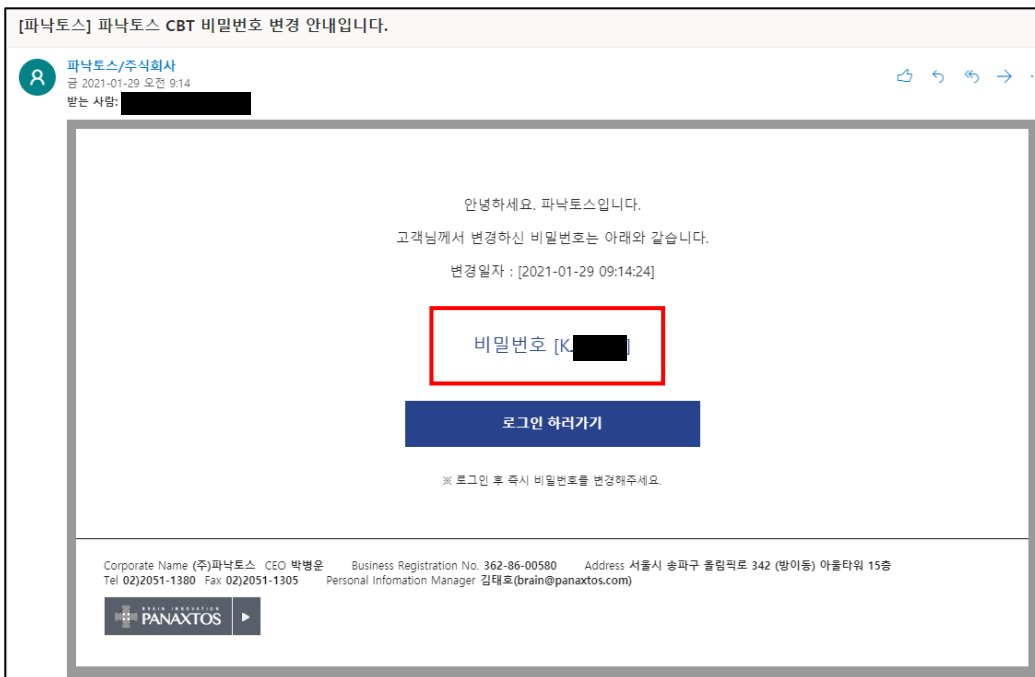 [파낙토스] 파낙토스 CBT 비밀번호 변경 안내입니다.
파낙토스/주식회사
금 2021-01-29 오전 9:14
받는 사람:
안녕하세요. 파낙토스입니다.
고객님께서 변경하신 비밀번호는 아래와 같습니다.
변경일자 : [2021-01-29 09:14:24]
비밀번호 [K ]
로그인 하러가기
※ 로그인 후 즉시 비밀번호를 변경해주세요.
Corporate Name (주)파낙토스 CEO 박병운 Business Registration No. 362-86-00580 Address 서울시 송파구 올림픽로 342 (방이동) 아울타워 15층
Tel 02)2051-1380 Fax 02)2051-1305 Personal Infomation Manager 김태호(brain@panaxtos.com)
BRAIN INNOVATION
PANAXTOS